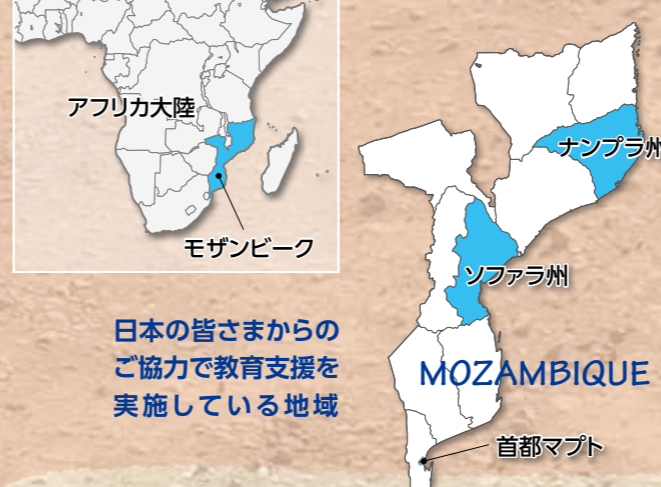 アフリカ大陸
モザンビーク
ナンプラ州
ソファラ州
日本の皆さまからの
ご協力で教育支援を
実施している地域
MOZAMBIQUE
首都マプト